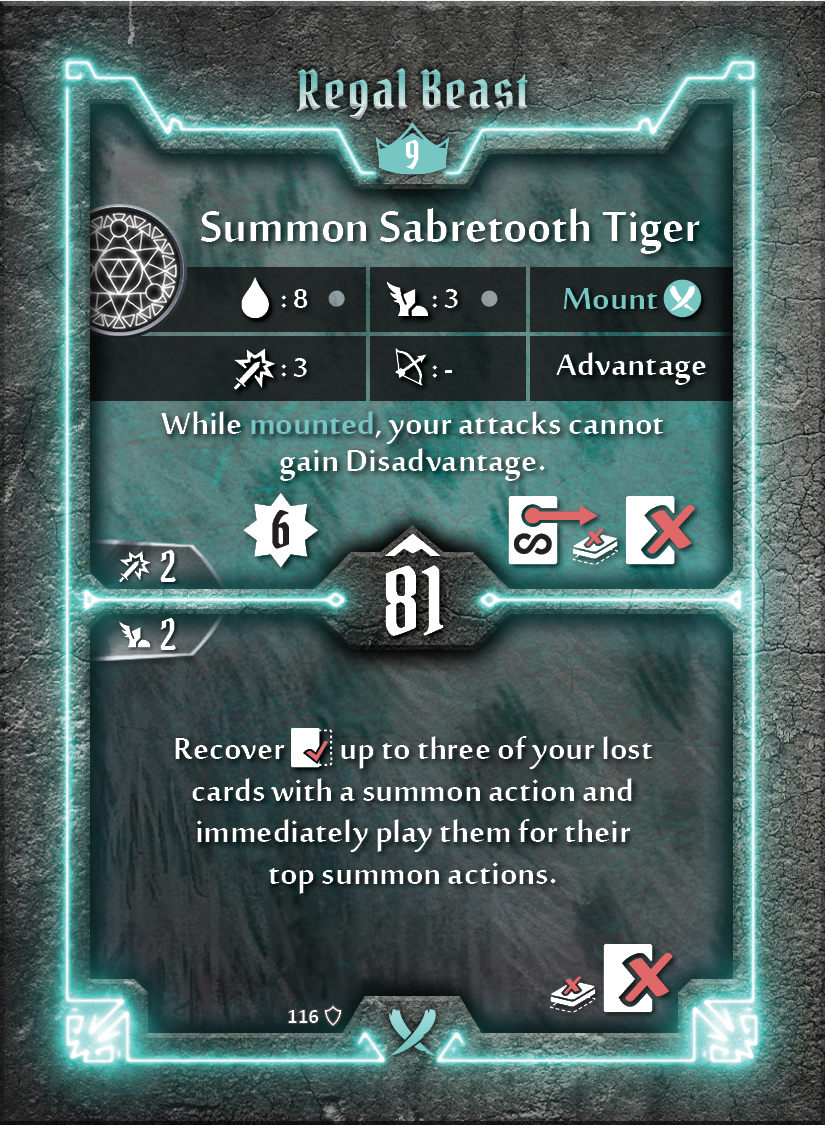 Regal Beast
9
Summon Sabretooth Tiger
: 8 : 3 Mount
: 3 : - Advantage
While mounted, your attacks cannot
gain Disadvantage.
6
2
81
2
Recover up to three of your lost
cards with a summon action and
immediately play them for their
top summon actions.
116